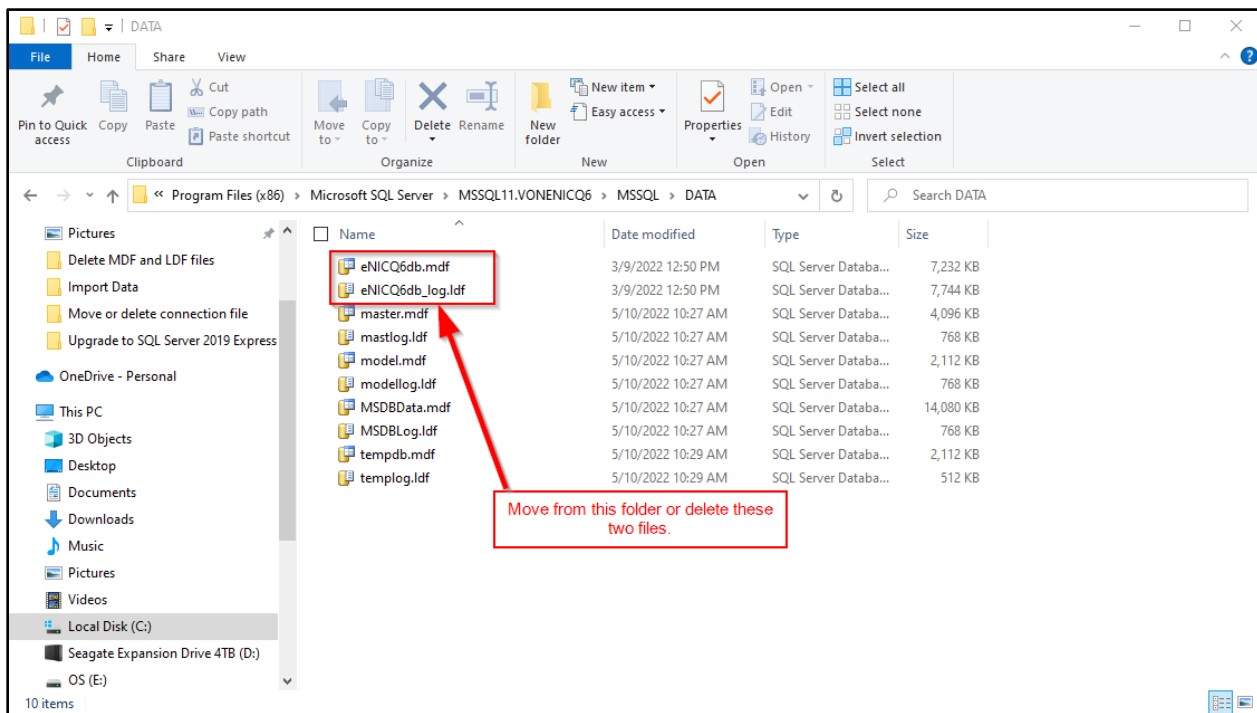 DATA
File Home Share View
Pin to Quick access
Copy
Paste
Cut
Copy path
Paste shortcut
Clipboard
Move to
Copy to
Delete
Rename
Organize
New folder
New item
Easy access
New
Properties
Open
Edit
History
Open
Select all
Select none
Invert selection
Select
« Program Files (x86) › Microsoft SQL Server › MSSQL11.VONENICQ6 › MSSQL › DATA
Search DATA
Pictures
Delete MDF and LDF files
Import Data
Move or delete connection file
Upgrade to SQL Server 2019 Express
OneDrive - Personal
This PC
3D Objects
Desktop
Documents
Downloads
Music
Pictures
Videos
Local Disk (C:)
Seagate Expansion Drive 4TB (D:)
OS (E:)
Name Date modified Type Size
eNICQ6db.mdf 3/9/2022 12:50 PM SQL Server Databa... 7,232 KB
eNICQ6db_log.ldf 3/9/2022 12:50 PM SQL Server Databa... 7,744 KB
master.mdf 5/10/2022 10:27 AM SQL Server Databa... 4,096 KB
mastlog.ldf 5/10/2022 10:27 AM SQL Server Databa... 768 KB
model.mdf 5/10/2022 10:27 AM SQL Server Databa... 2,112 KB
modellog.ldf 5/10/2022 10:27 AM SQL Server Databa... 768 KB
MSDBData.mdf 5/10/2022 10:27 AM SQL Server Databa... 14,080 KB
MSDBLog.ldf 5/10/2022 10:27 AM SQL Server Databa... 768 KB
tempdb.mdf 5/10/2022 10:29 AM SQL Server Databa... 2,112 KB
templog.ldf 5/10/2022 10:29 AM SQL Server Databa... 512 KB
Move from this folder or delete these
two files.
10 items